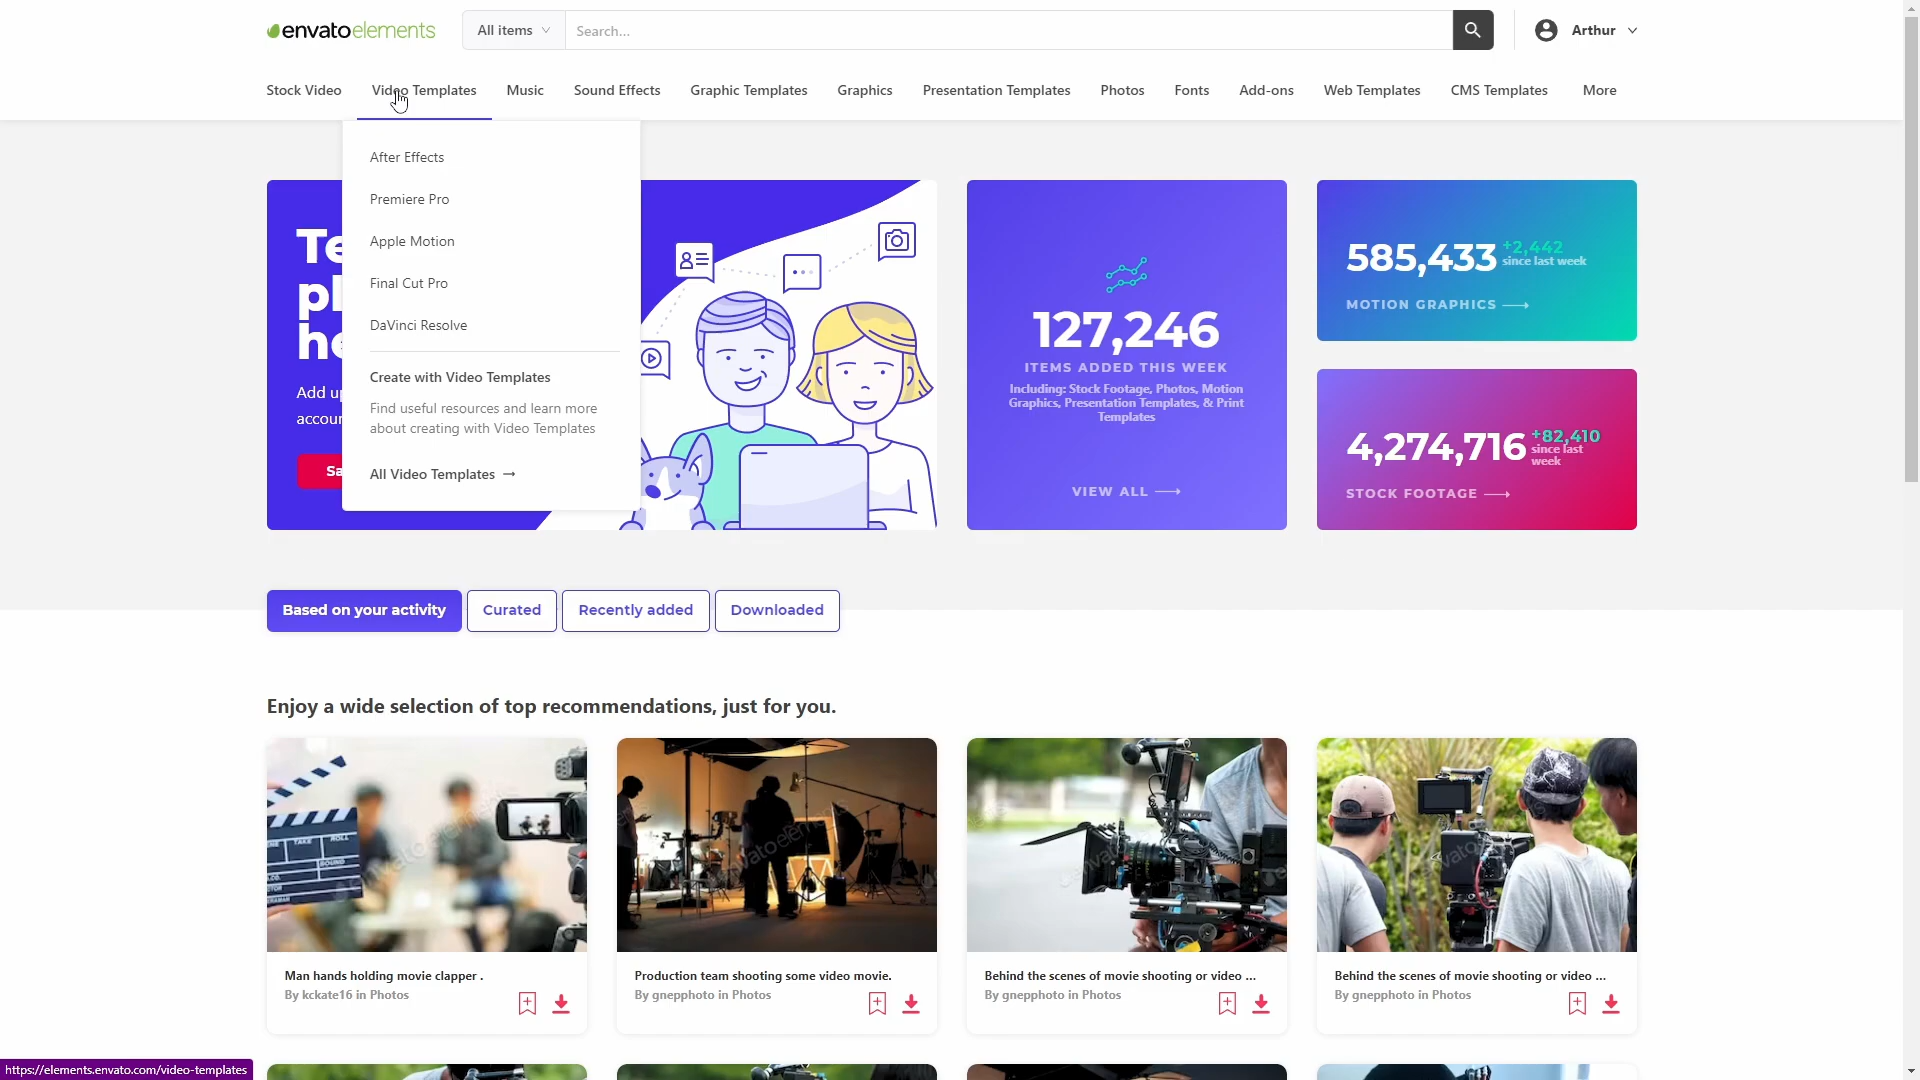 envatoelements
All items
Search...
Arthur
Stock Video
Video Templates
Music
Sound Effects
Graphic Templates
Graphics
Presentation Templates
Photos
Fonts
Add-ons
Web Templates
CMS Templates
More
After Effects
Premiere Pro
Apple Motion
Final Cut Pro
DaVinci Resolve
Create with Video Templates
Find useful resources and learn more
about creating with Video Templates
All Video Templates →
127,246
ITEMS ADDED THIS WEEK
Including: Stock Footage, Photos, Motion
Graphics, Presentation Templates, & Print
Templates
VIEW ALL
585,433
+2,442
since last week
MOTION GRAPHICS
4,274,716
+82,410
since last
week
STOCK FOOTAGE
Based on your activity
Curated
Recently added
Downloaded
Enjoy a wide selection of top recommendations, just for you.
Man hands holding movie clapper .
By kckate16 in Photos
Production team shooting some video movie.
By gnepphoto in Photos
Behind the scenes of movie shooting or video ...
By gnepphoto in Photos
Behind the scenes of movie shooting or video ...
By gnepphoto in Photos
https://elements.envato.com/video-templates